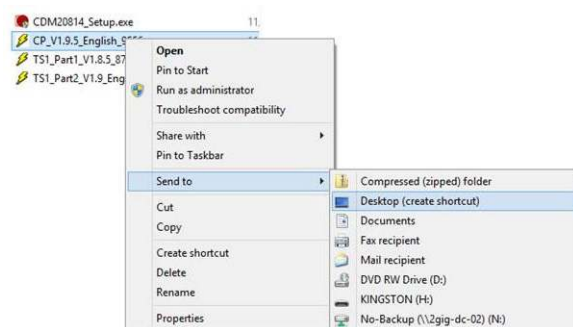 CDM20814_Setup.exe 11,
CP_V1.9.5_English_
TS1_Part1_V1.8.5_87
TS1_Part2_V1.9_Eng
Open
Pin to Start
Run as administrator
Troubleshoot compatibility
Share with
Pin to Taskbar
Send to
Cut
Copy
Create shortcut
Delete
Rename
Properties
Compressed (zipped) folder
Desktop (create shortcut)
Documents
Fax recipient
Mail recipient
DVD RW Drive (D:)
KINGSTON (H:)
No-Backup (\\2gig-dc-02) (N:)